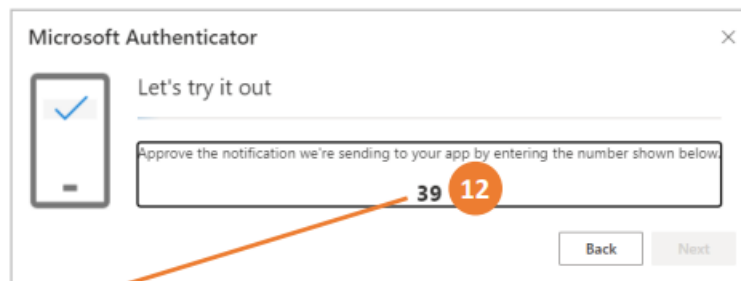 Microsoft Authenticator
Let's try it out
Approve the notification we're sending to your app by entering the number shown below.
39 12
Back Next